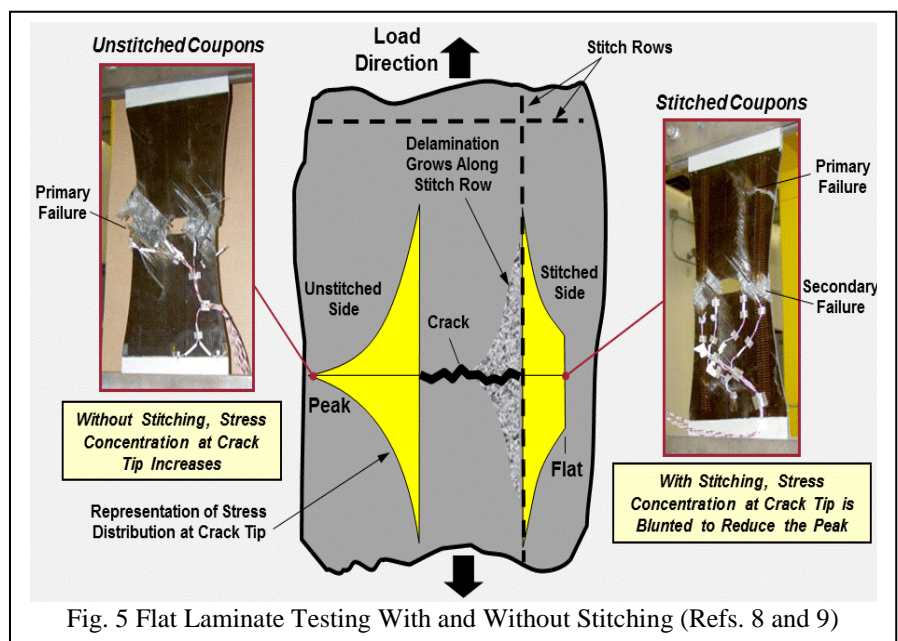 Unstitched Coupons
Load
Direction
Stitch Rows
Stitched Coupons
Delamination
Grows Along
Stitch Row
Primary
Failure
Primary
Failure
Unstitched
Side
Stitched
Side
Secondary
Failure
Crack
Peak
Flat
Without Stitching, Stress
Concentration at Crack
Tip Increases
Representation of Stress
Distribution at Crack Tip
With Stitching, Stress
Concentration at Crack Tip is
Blunted to Reduce the Peak
Fig. 5 Flat Laminate Testing With and Without Stitching (Refs. 8 and 9)